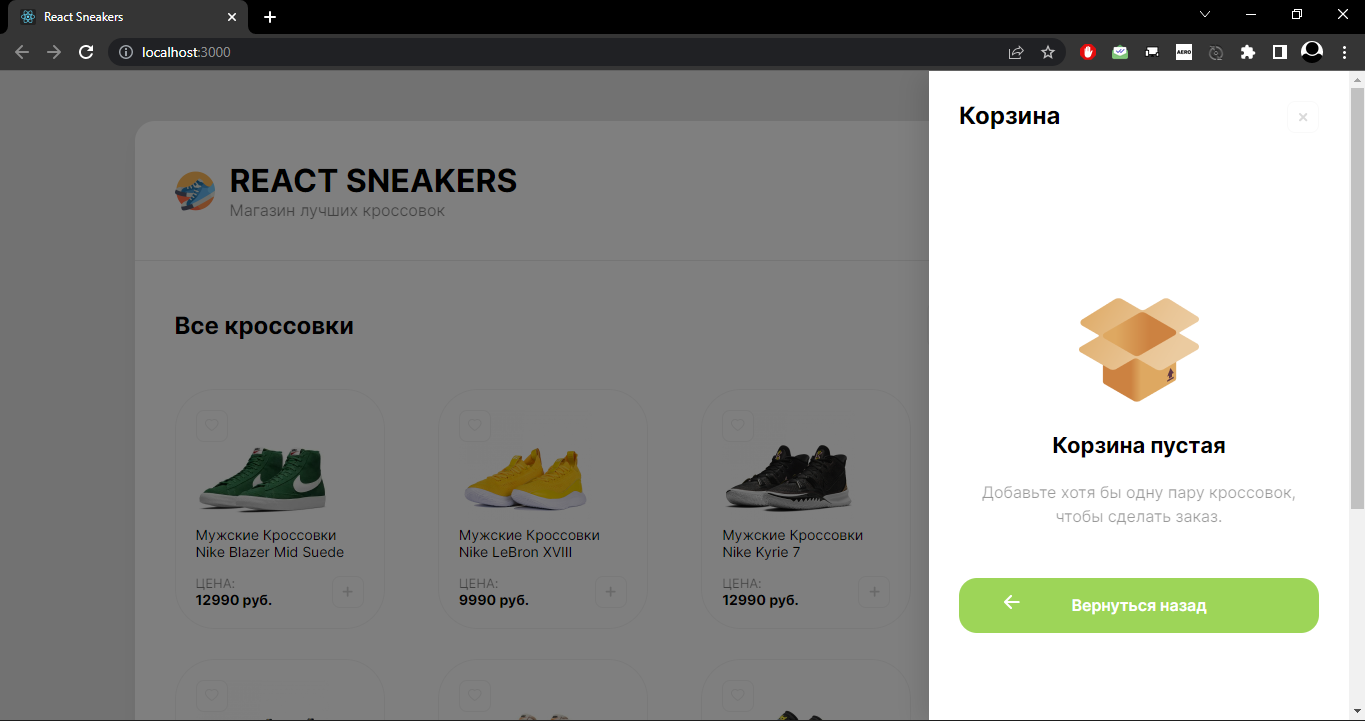 React Sneakers
localhost:3000
AERO
REACT SNEAKERS
Магазин лучших кроссовок
Все кроссовки
Мужские Кроссовки
Nike Blazer Mid Suede
ЦЕНА:
12990 руб.
Мужские Кроссовки
Nike LeBron XVIII
ЦЕНА:
9990 руб.
Мужские Кроссовки
Nike Kyrie 7
ЦЕНА:
12990 руб.
Корзина
Корзина пустая
Добавьте хотя бы одну пару кроссовок,
чтобы сделать заказ.
Вернуться назад